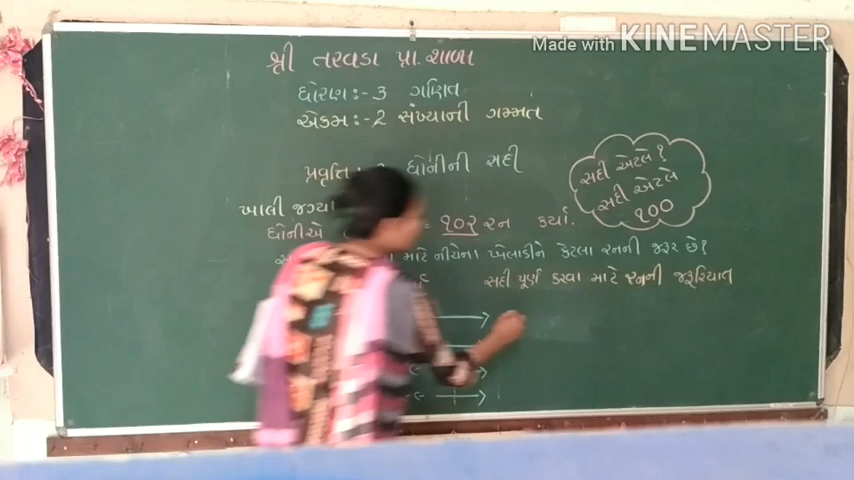 Made with KINEMASTER
શ્રી તરવડા પ્રા. શાળા
ધોરણ :- 3 ગણિત
એકમ :- 2 સંખ્યાની ગમ્મત
પ્રવૃત્તિ ધોનીની સદી
સદી એટલે ?
સદી એટલે
૧૦૦
ખાલી જગ્યા
ધોનીએ = ૧૦૨ રન કર્યા.
માટે નીચેના ખેલાડીને કેટલા રનની જરૂર છે ?
સદી પૂર્ણ કરવા માટે રનની જરૂરિયાત